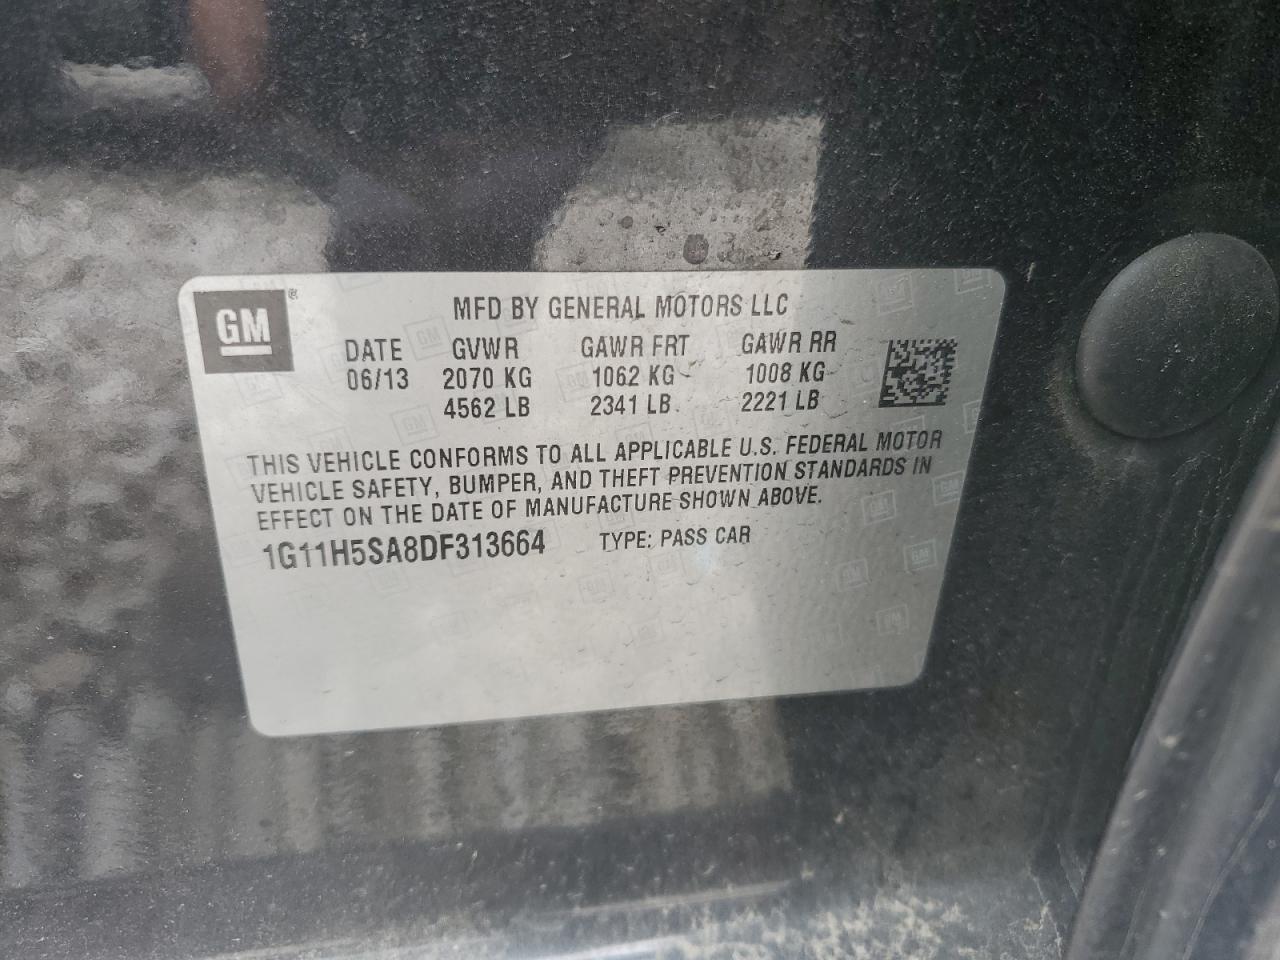 GM®
MFD BY GENERAL MOTORS LLC
DATE GVWR GAWR FRT GAWR RR
06/13 2070 KG 1062 KG 1008 KG
4562 LB 2341 LB 2221 LB
THIS VEHICLE CONFORMS TO ALL APPLICABLE U.S. FEDERAL MOTOR
VEHICLE SAFETY, BUMPER, AND THEFT PREVENTION STANDARDS IN
EFFECT ON THE DATE OF MANUFACTURE SHOWN ABOVE.
1G11H5SA8DF313664 TYPE: PASS CAR